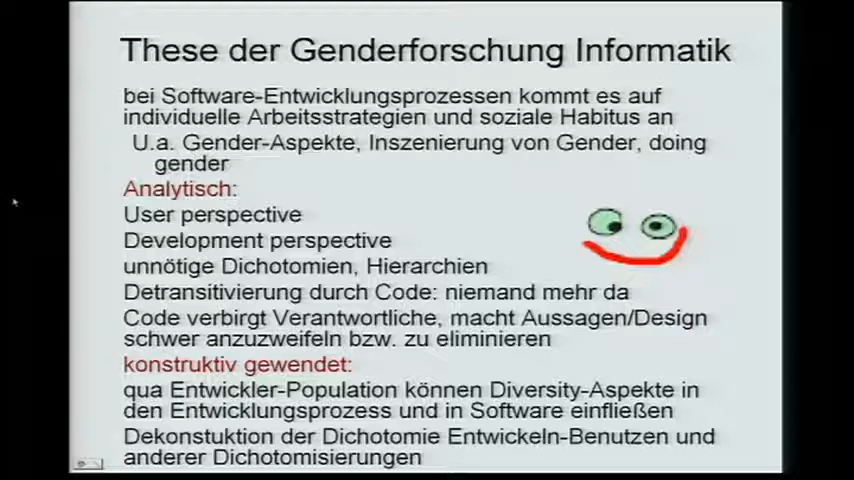 These der Genderforschung Informatik
bei Software-Entwicklungsprozessen kommt es auf
individuelle Arbeitsstrategien und soziale Habitus an
U.a. Gender-Aspekte, Inszenierung von Gender, doing
gender
Analytisch:
User perspective
Development perspective
unnötige Dichotomien, Hierarchien
Detransitivierung durch Code: niemand mehr da
Code verbirgt Verantwortliche, macht Aussagen/Design
schwer anzuzweifeln bzw. zu eliminieren
konstruktiv gewendet:
qua Entwickler-Population können Diversity-Aspekte in
den Entwicklungsprozess und in Software einfließen
Dekonstuktion der Dichotomie Entwickeln-Benutzen und
anderer Dichotomisierungen